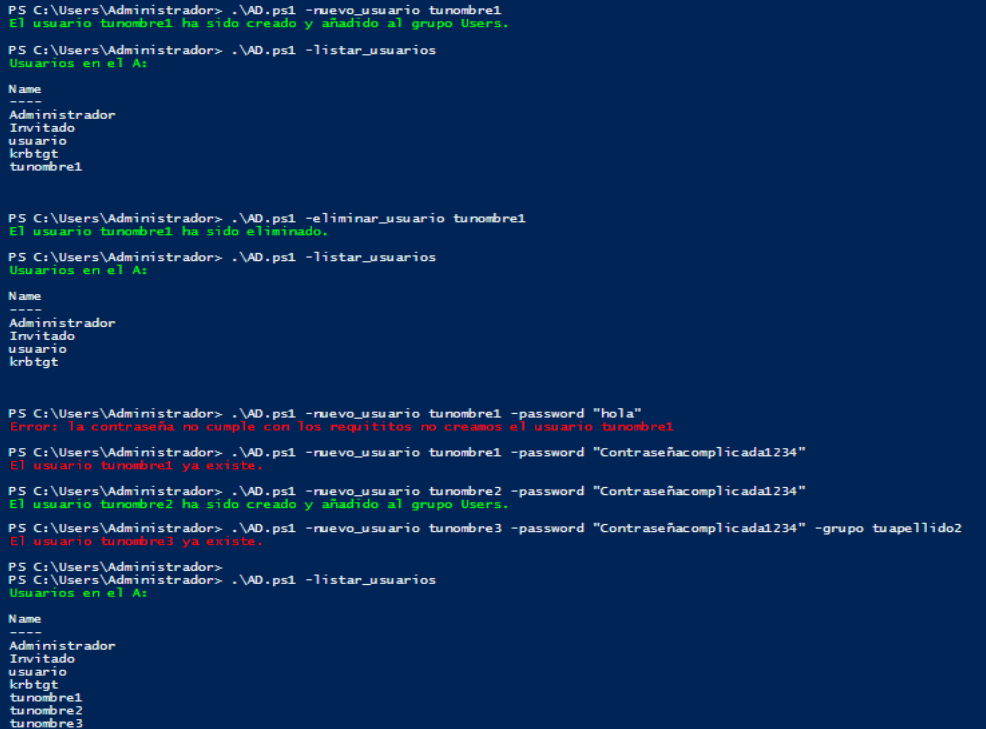 PS C:\Users\Administrador> .\AD.ps1 -nuevo_usuario tunombre1
El usuario tunombre1 ha sido creado y añadido al grupo Users.
PS C:\Users\Administrador> .\AD.ps1 -listar_usuarios
Usuarios en el A:
Name
----
Administrador
Invitado
usuario
krbtgt
tunombre1
PS C:\Users\Administrador> .\AD.ps1 -eliminar_usuario tunombre1
El usuario tunombre1 ha sido eliminado.
PS C:\Users\Administrador> .\AD.ps1 -listar_usuarios
Usuarios en el A:
Name
----
Administrador
Invitado
usuario
krbtgt
PS C:\Users\Administrador> .\AD.ps1 -nuevo_usuario tunombre1 -password "hola"
Error: la contraseña no cumple con los requititos no creamos el usuario tunombre1
PS C:\Users\Administrador> .\AD.ps1 -nuevo_usuario tunombre1 -password "Contraseñacomplicada1234"
El usuario tunombre1 ya existe.
PS C:\Users\Administrador> .\AD.ps1 -nuevo_usuario tunombre2 -password "Contraseñacomplicada1234"
El usuario tunombre2 ha sido creado y añadido al grupo Users.
PS C:\Users\Administrador> .\AD.ps1 -nuevo_usuario tunombre3 -password "Contraseñacomplicada1234" -grupo tuapellido2
El usuario tunombre3 ya existe.
PS C:\Users\Administrador>
PS C:\Users\Administrador> .\AD.ps1 -listar_usuarios
Usuarios en el A:
Name
----
Administrador
Invitado
usuario
krbtgt
tunombre1
tunombre2
tunombre3